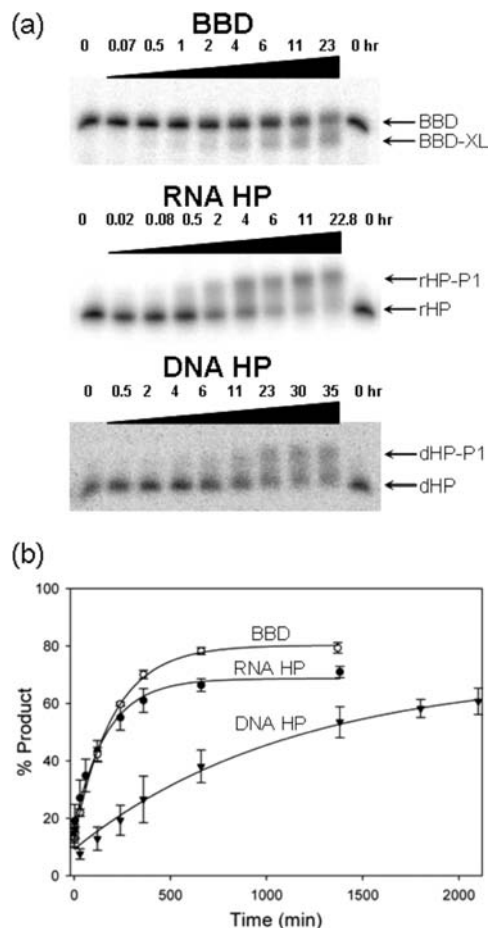 (a)
BBD
0 0.07 0.5 1 2 4 6 11 23 0 hr
BBD
BBD-XL
RNA HP
0 0.02 0.08 0.5 2 4 6 11 22.8 0 hr
rHP-P1
rHP
DNA HP
0 0.5 2 4 6 11 23 30 35 0 hr
dHP-P1
dHP
(b)
100
80
60
40
20
0
% Product
BBD
RNA HP
DNA HP
0 500 1000 1500 2000
Time (min)